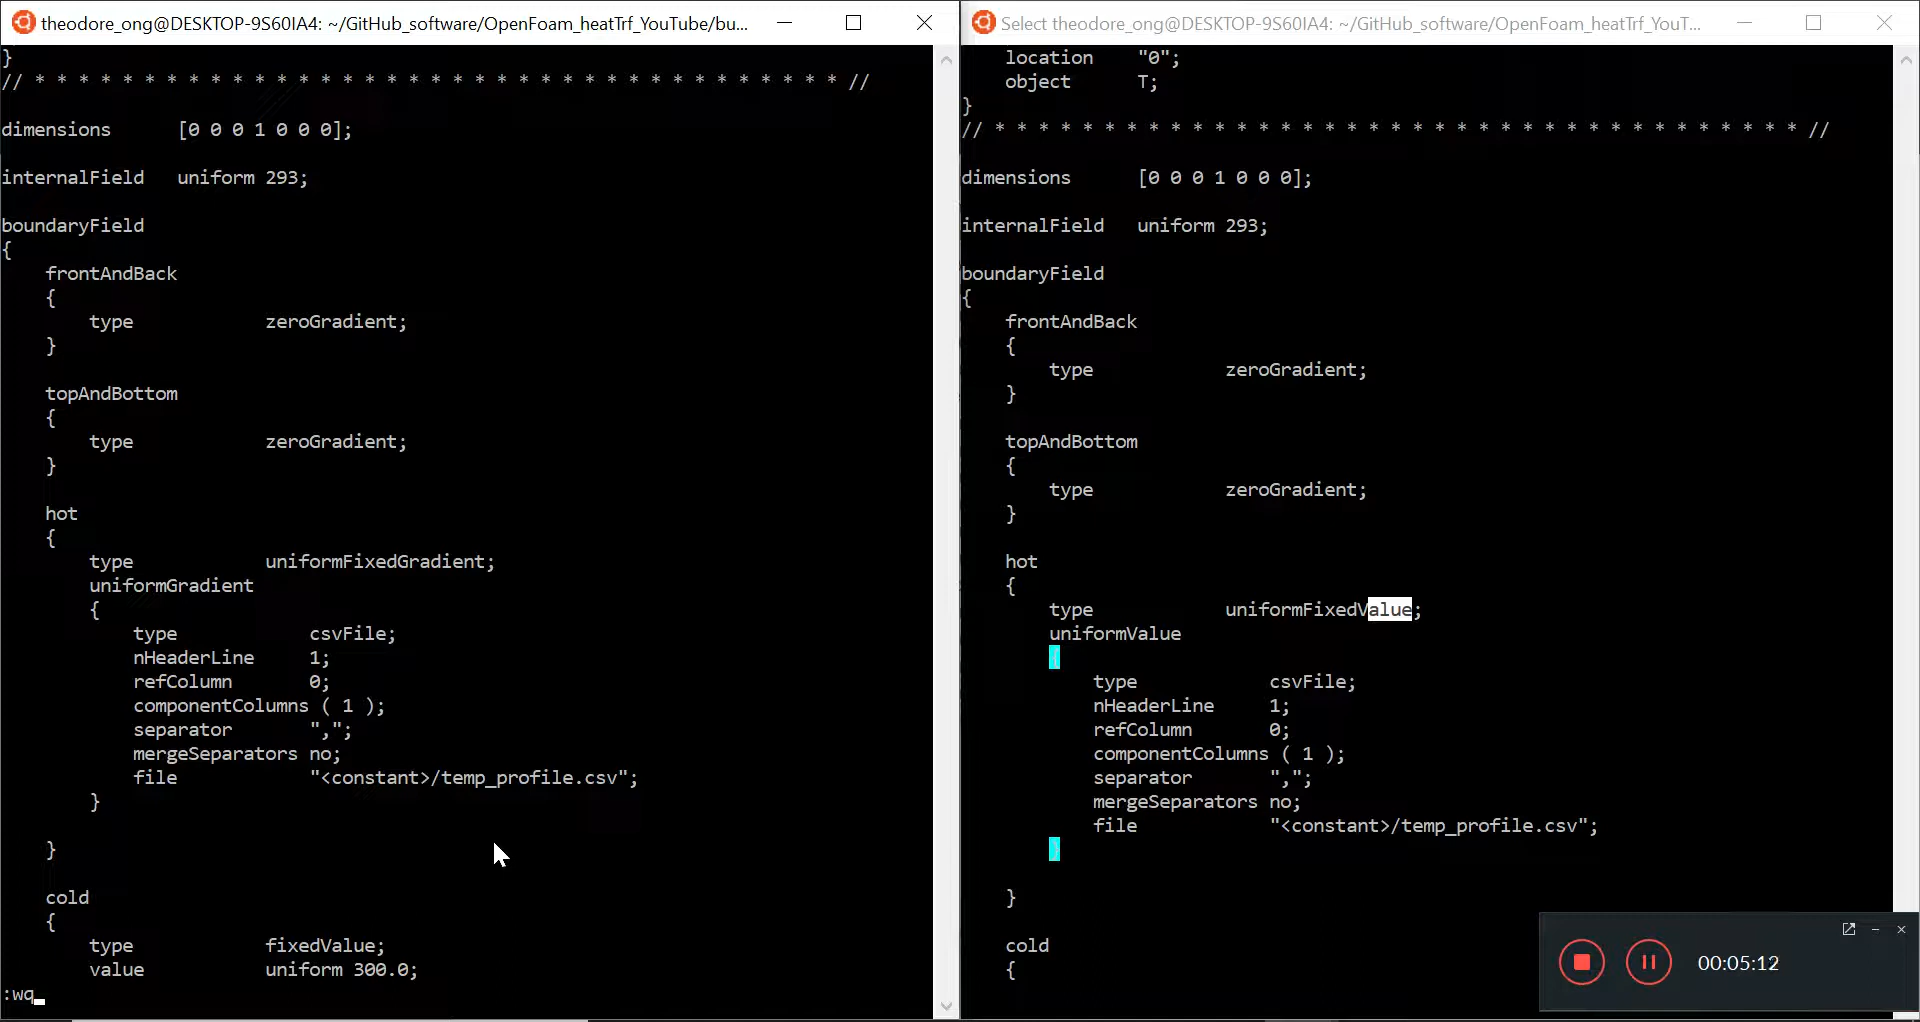 theodore_ong@DESKTOP-9S60IA4: ~/GitHub_software/OpenFoam_heatTrf_YouTube/bu...
}
// * * * * * * * * * * * * * * * * * * * * * * * * * * * * * * * * * * * * * //
dimensions      [0 0 0 1 0 0 0];
internalField   uniform 293;
boundaryField
{
    frontAndBack
    {
        type            zeroGradient;
    }
    topAndBottom
    {
        type            zeroGradient;
    }
    hot
    {
        type            uniformFixedGradient;
        uniformGradient
        {
            type            csvFile;
            nHeaderLine     1;
            refColumn       0;
            componentColumns ( 1 );
            separator       ",";
            mergeSeparators no;
            file            "<constant>/temp_profile.csv";
        }
    }
    cold
    {
        type            fixedValue;
        value           uniform 300.0;
:wq
Select theodore_ong@DESKTOP-9S60IA4: ~/GitHub_software/OpenFoam_heatTrf_YouT...
    location    "0";
    object      T;
}
// * * * * * * * * * * * * * * * * * * * * * * * * * * * * * * * * * * * * * //
dimensions      [0 0 0 1 0 0 0];
internalField   uniform 293;
boundaryField
{
    frontAndBack
    {
        type            zeroGradient;
    }
    topAndBottom
    {
        type            zeroGradient;
    }
    hot
    {
        type            uniformFixedValue;
        uniformValue
        {
            type            csvFile;
            nHeaderLine     1;
            refColumn       0;
            componentColumns ( 1 );
            separator       ",";
            mergeSeparators no;
            file            "<constant>/temp_profile.csv";
        }
    }
    cold
    {
00:05:12